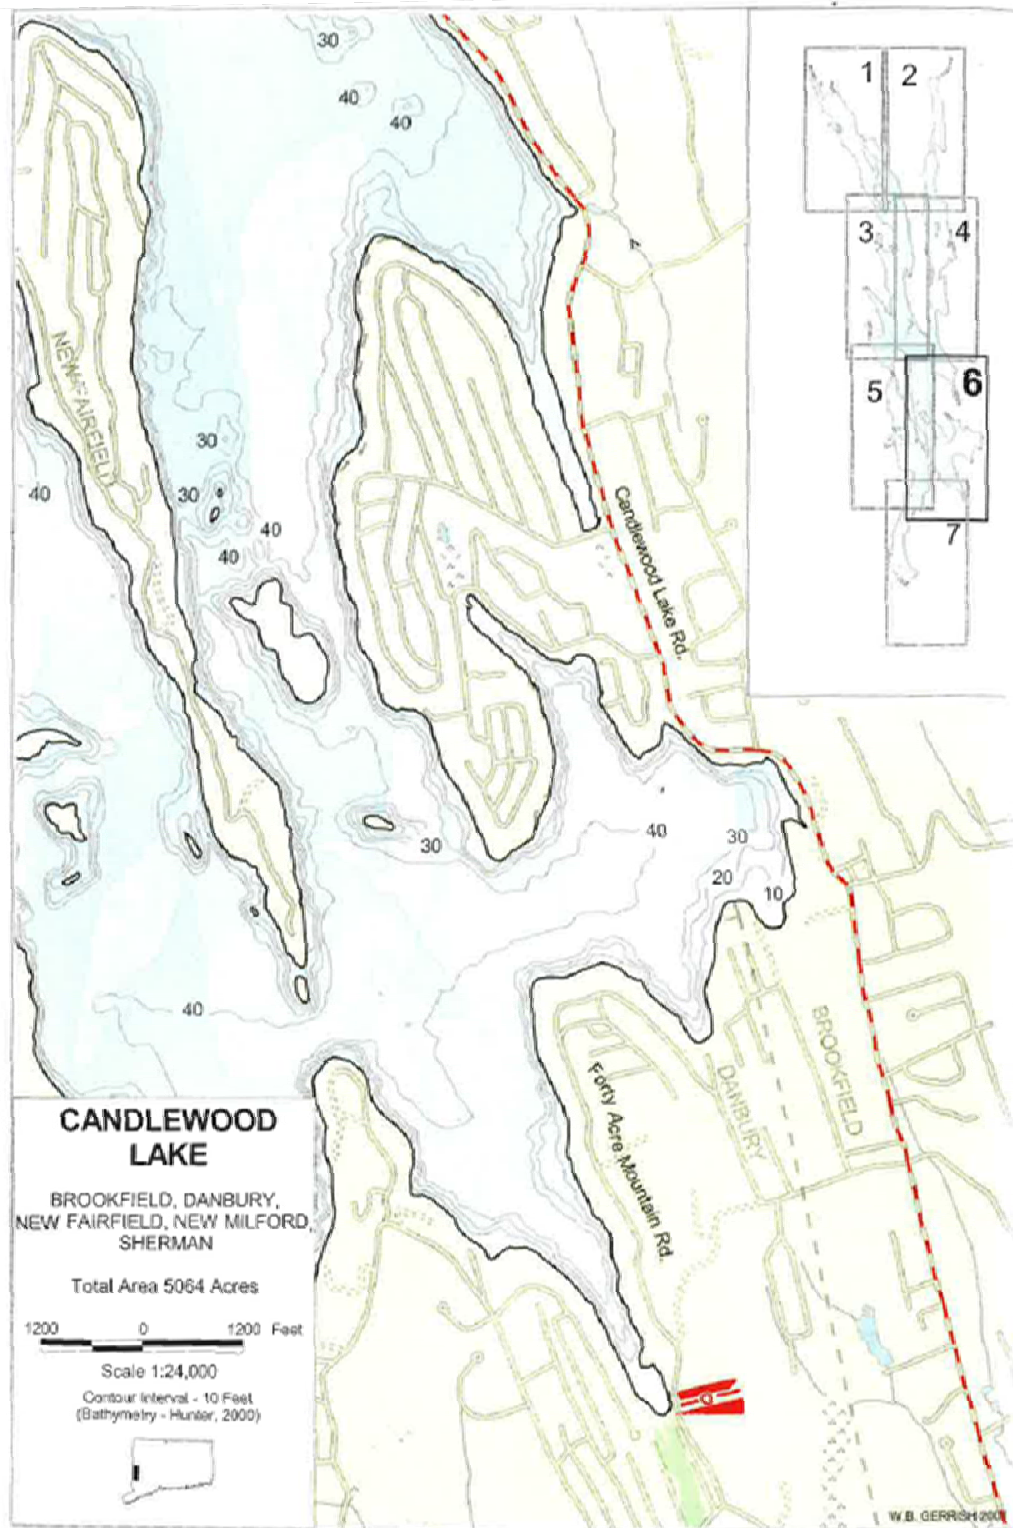 30
40
40
1
2
3
4
5
6
7
NEW FAIRFIELD
30
40
30
40
40
Candlewood Lake Rd.
30
40
30
20
10
40
BROOKFIELD
DANBURY
Forty Acre Mountain Rd.
CANDLEWOOD
LAKE
BROOKFIELD, DANBURY,
NEW FAIRFIELD, NEW MILFORD,
SHERMAN
Total Area 5064 Acres
1200 0 1200 Feet
Scale 1:24,000
Contour Interval - 10 Feet
(Bathymetry - Hunter, 2000)
W.B. GERRISH